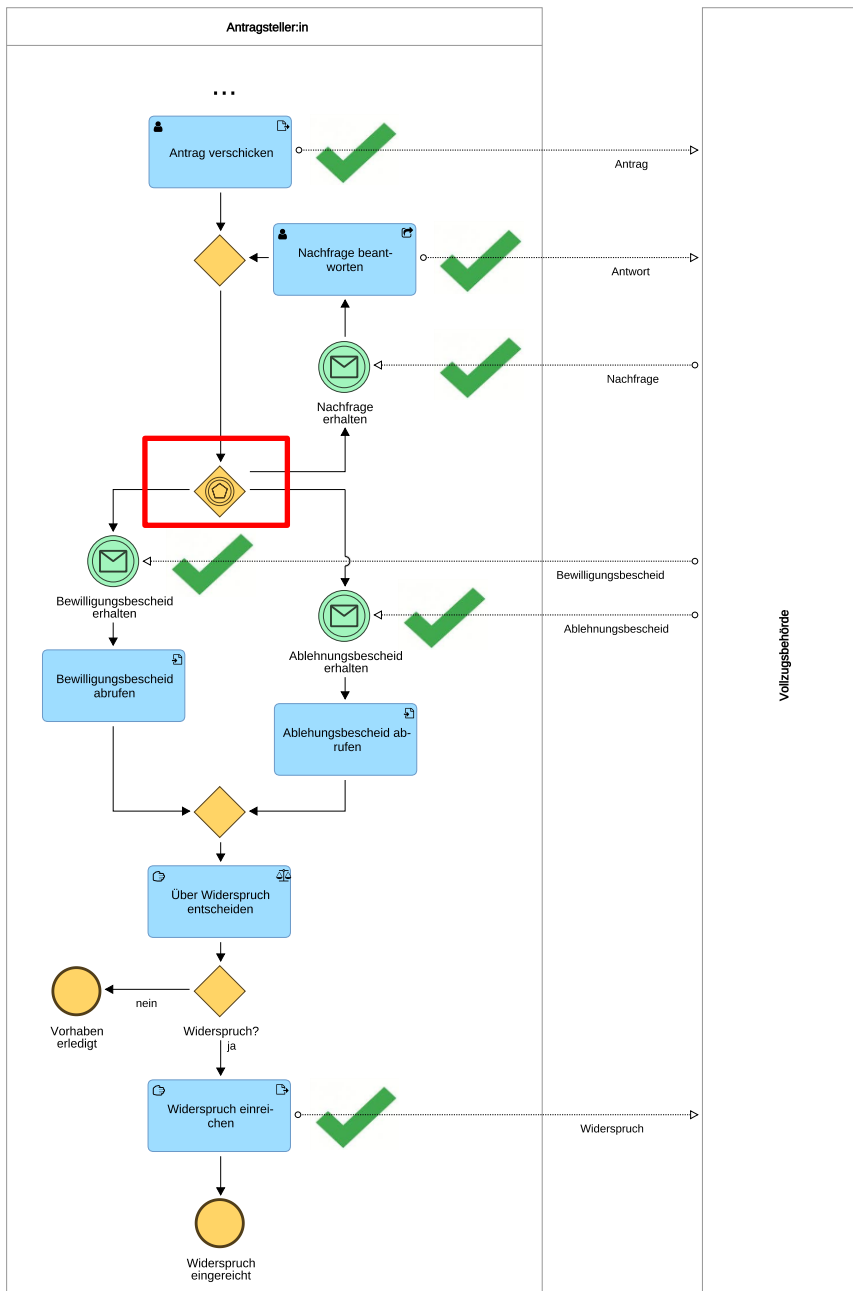 Antragsteller:in
...
Antrag verschicken
Antrag
Nachfrage beant-
worten
Antwort
Nachfrage
erhalten
Nachfrage
Bewilligungsbescheid
erhalten
Bewilligungsbescheid
Ablehnungsbescheid
erhalten
Ablehnungsbescheid
Vollzugsbehörde
Bewilligungsbescheid
abrufen
Ablehungsbescheid ab-
rufen
Über Widerspruch
entscheiden
nein
Vorhaben
erledigt
Widerspruch?
ja
Widerspruch einrei-
chen
Widerspruch
Widerspruch
eingereicht